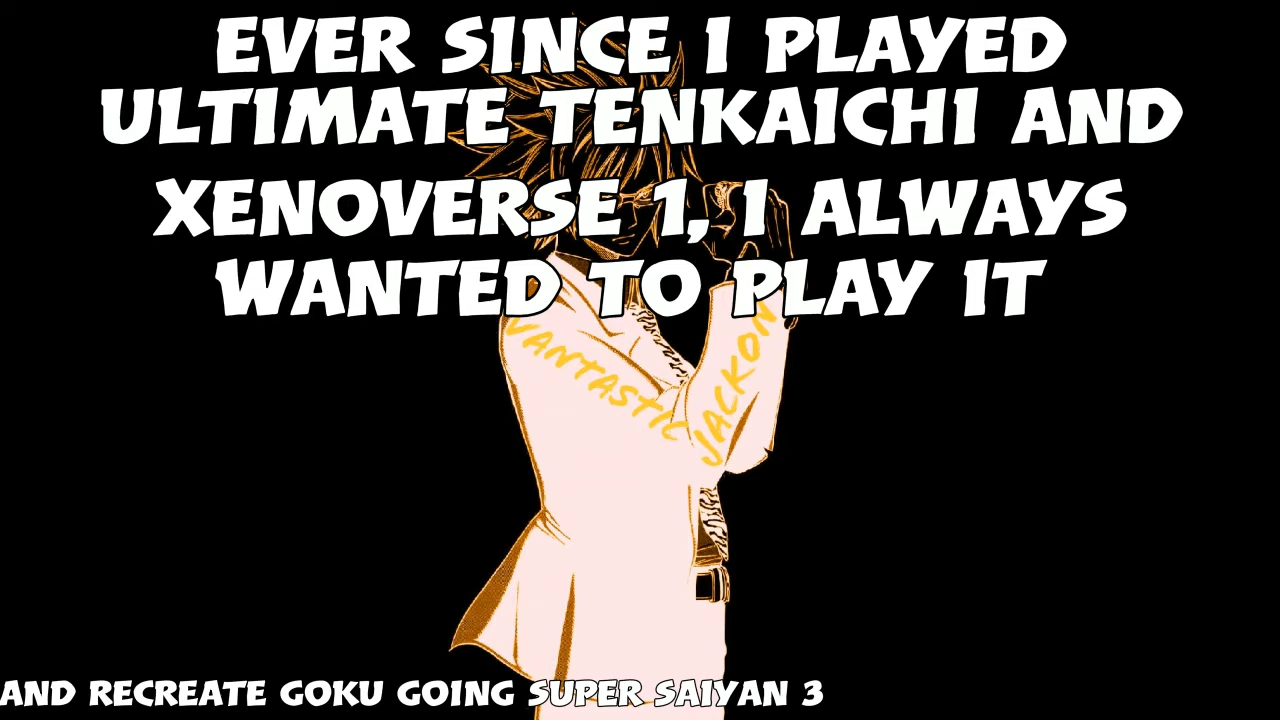 EVER SINCE I PLAYED
ULTIMATE TENKAICHI AND
XENOVERSE 1, I ALWAYS
WANTED TO PLAY IT
VANTASTIC
JACKON
AND RECREATE GOKU GOING SUPER SAIYAN 3